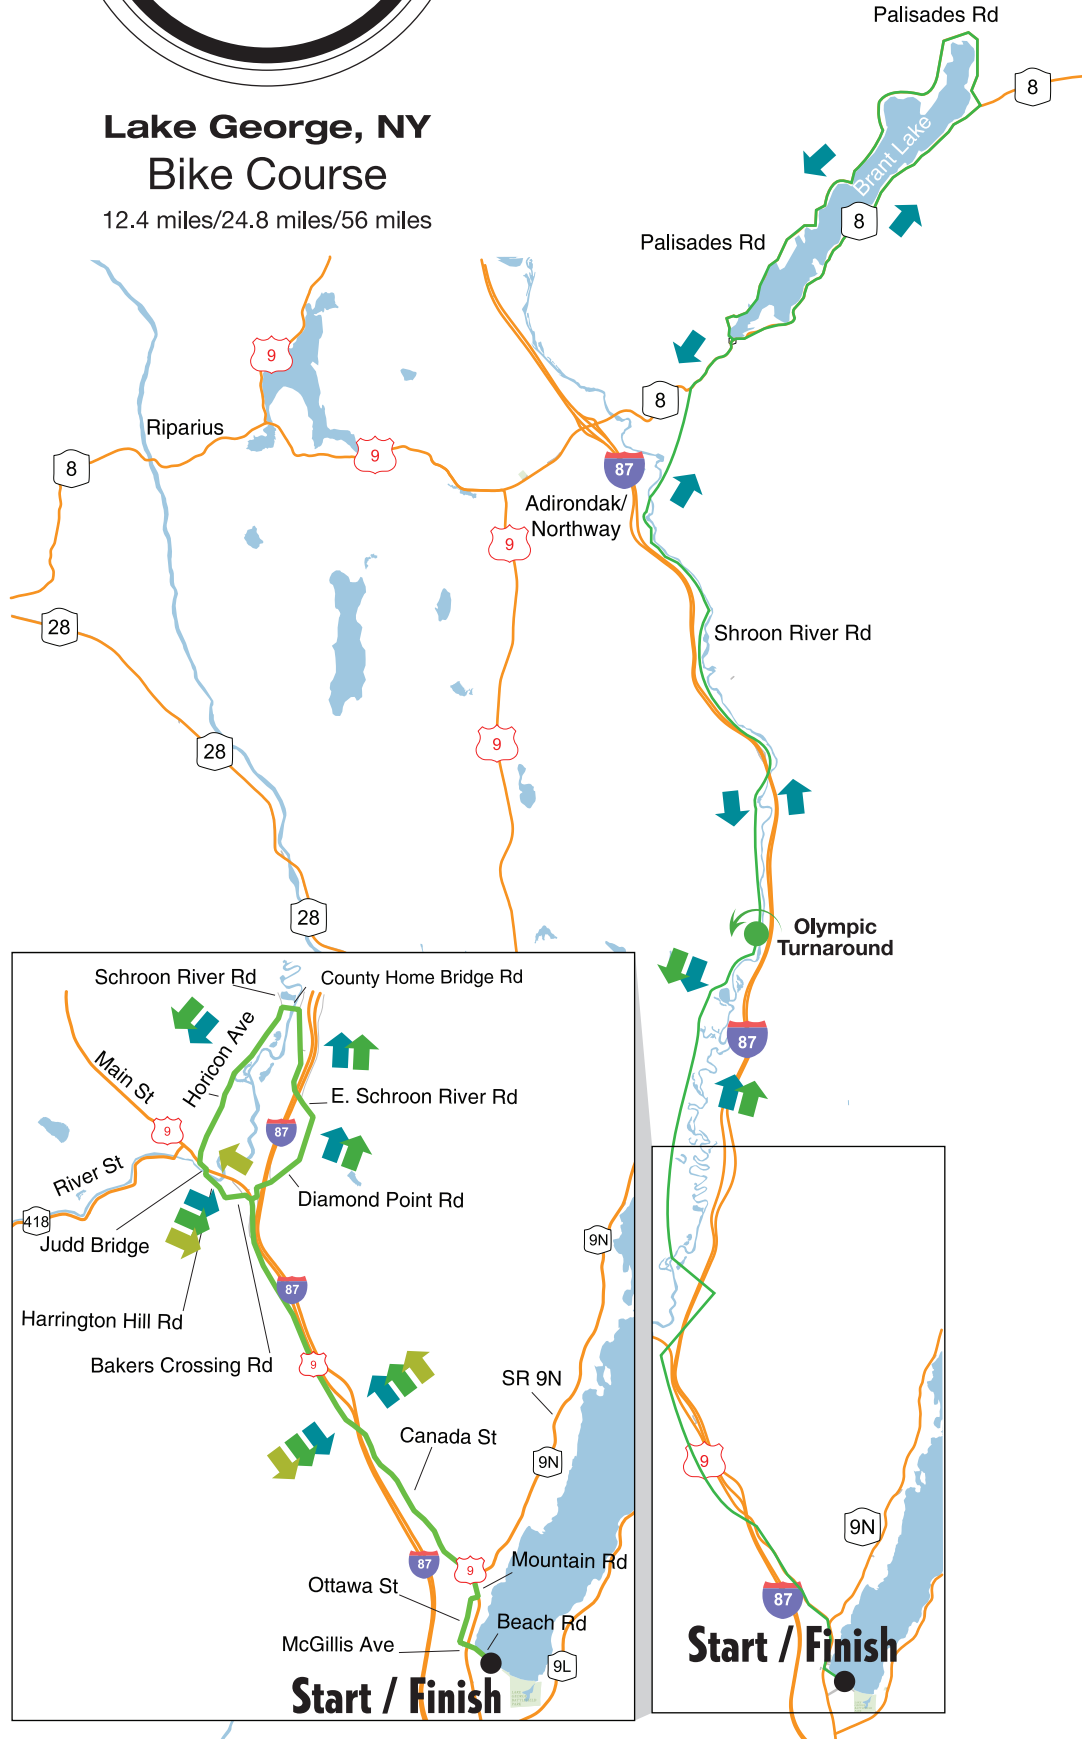 Palisades Rd
8
Lake George, NY
Bike Course
12.4 miles/24.8 miles/56 miles
Brant Lake
8
Palisades Rd
9
8
Riparius
9
8
87
Adirondak/
Northway
9
28
Shroon River Rd
28
9
28
Olympic
Turnaround
87
Schroon River Rd
County Home Bridge Rd
Horicon Ave
Main St
E. Schroon River Rd
9
87
River St
Diamond Point Rd
418
Judd Bridge
9N
87
Harrington Hill Rd
Bakers Crossing Rd
9
SR 9N
Canada St
9N
87
9
Mountain Rd
Ottawa St
Beach Rd
McGillis Ave
9L
Start / Finish
9
9N
87
Start / Finish